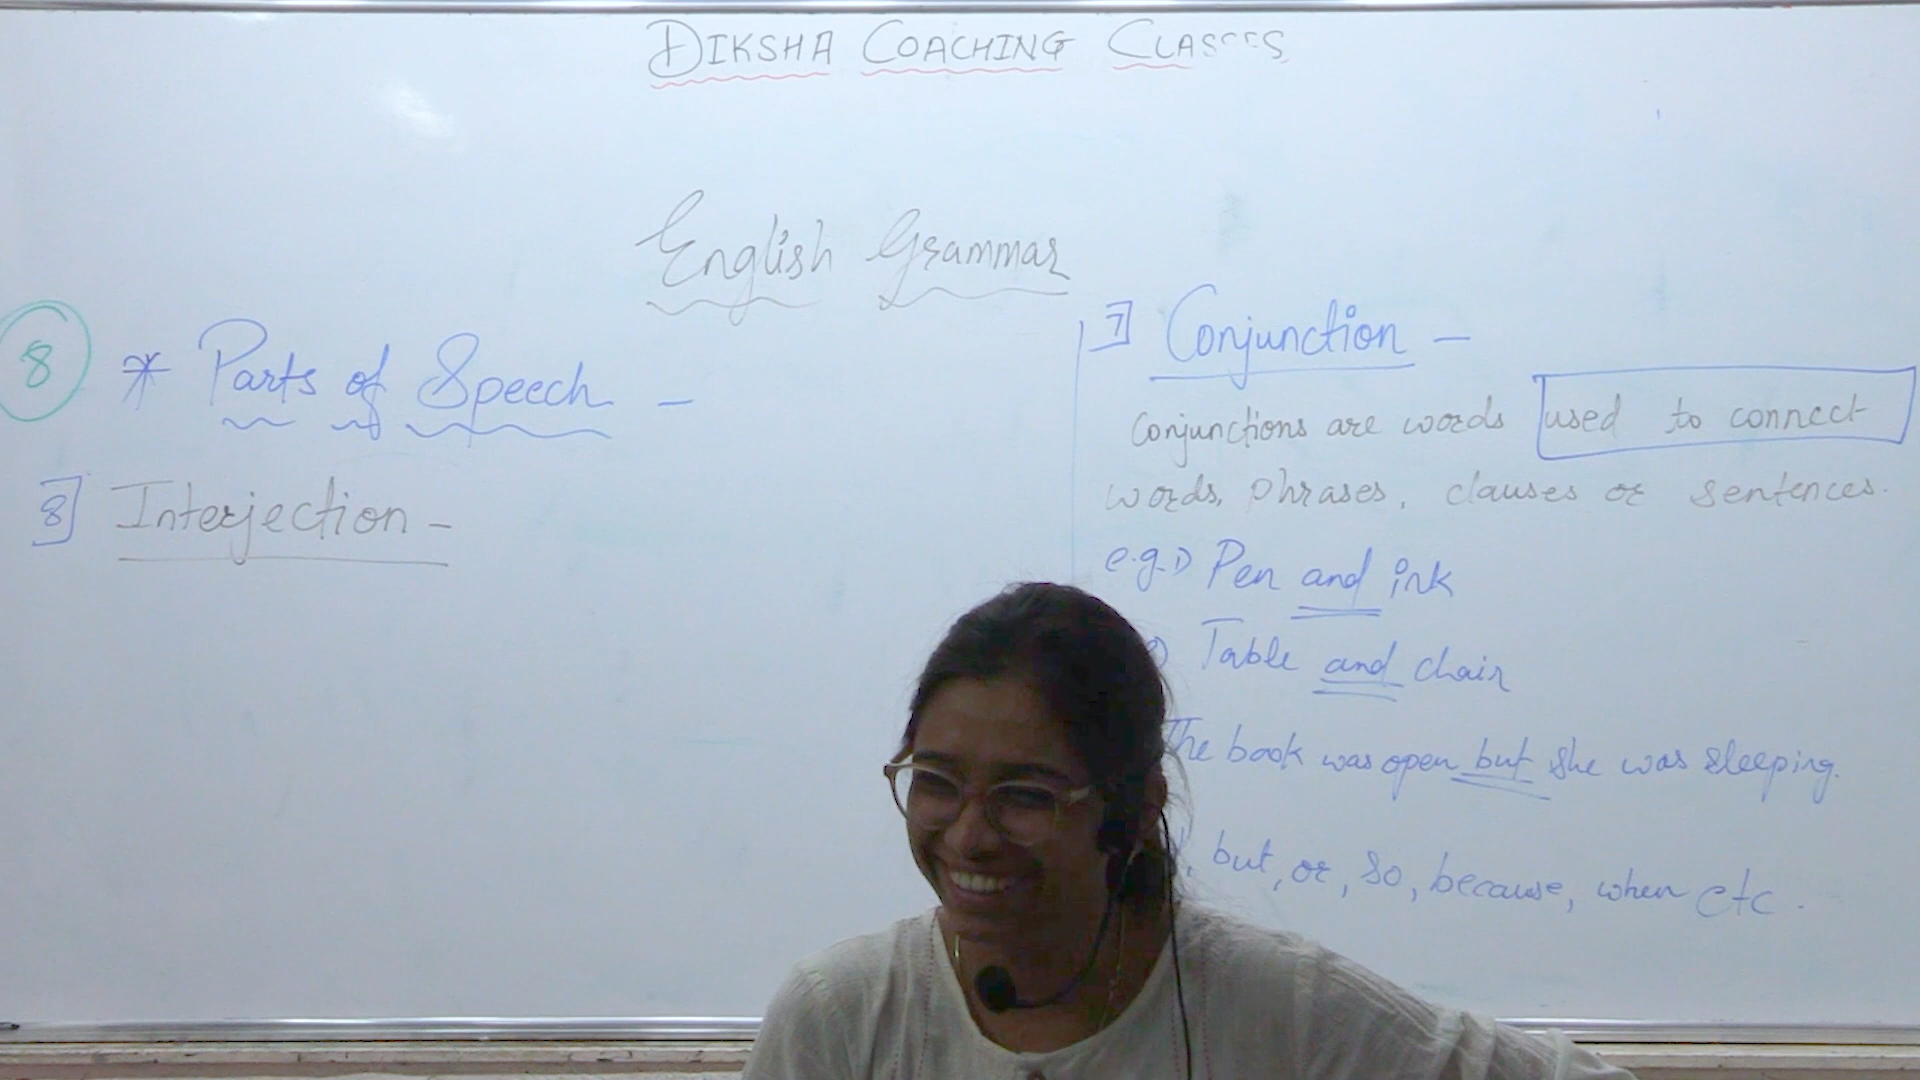 DIKSHA COACHING CLASSES
English Grammar
8 * Parts of Speech -
8] Interjection -
7] Conjunction -
Conjunctions are words used to connect
words, phrases, clauses or sentences.
e.g. 1) Pen and ink
Table and chair
The book was open but she was sleeping.
, but, or, so, because, when etc.